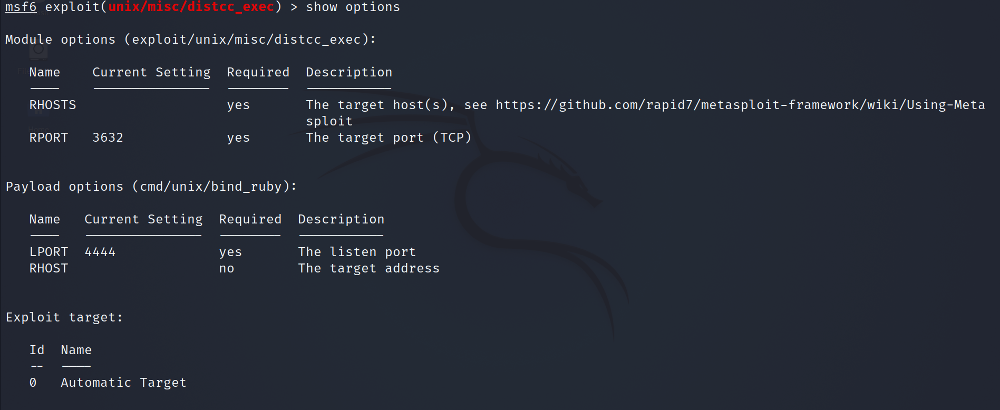 msf6 exploit(unix/misc/distcc_exec) > show options
Module options (exploit/unix/misc/distcc_exec):
Name Current Setting Required Description
---- --------------- -------- -----------
RHOSTS yes The target host(s), see https://github.com/rapid7/metasploit-framework/wiki/Using-Meta
sploit
RPORT 3632 yes The target port (TCP)
Payload options (cmd/unix/bind_ruby):
Name Current Setting Required Description
---- --------------- -------- -----------
LPORT 4444 yes The listen port
RHOST no The target address
Exploit target:
Id Name
-- ----
0 Automatic Target
Home